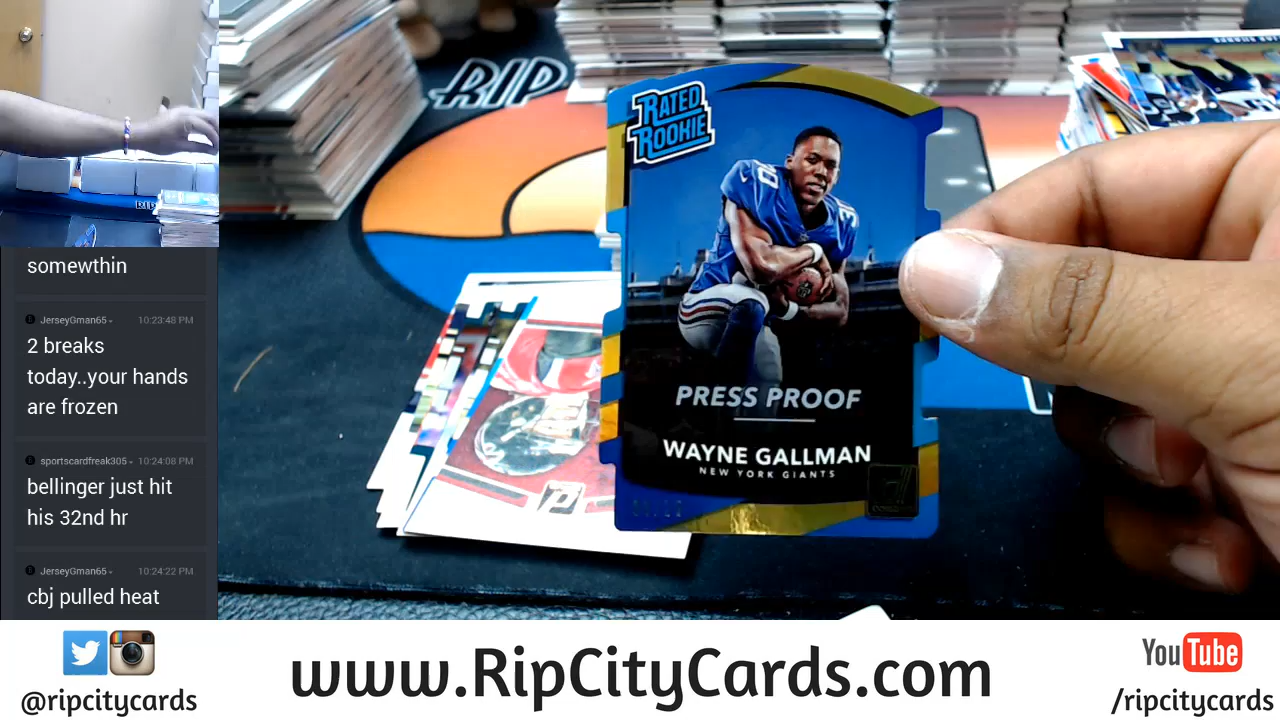 somewthin
JerseyGman65
10:23:48 PM
2 breaks
today..your hands
are frozen
sportscardfreak305
10:24:08 PM
bellinger just hit
his 32nd hr
JerseyGman65
10:24:22 PM
cbj pulled heat
RIP
RATED
ROOKIE
30
PRESS PROOF
WAYNE GALLMAN
NEW YORK GIANTS
@ripcitycards
www.RipCityCards.com
YouTube
/ripcitycards